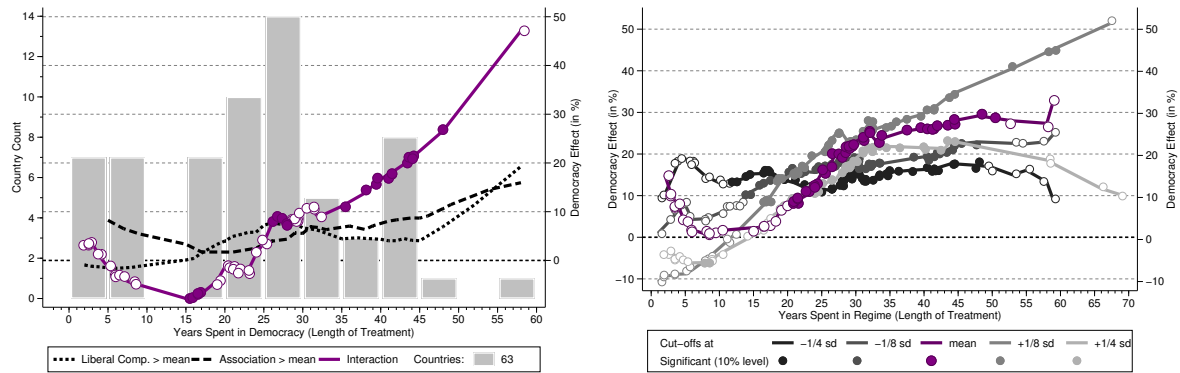 Country Count
14
12
10
8
6
4
2
0
50
40
30
20
10
0
Democracy Effect (in %)
0 5 10 15 20 25 30 35 40 45 50 55 60
Years Spent in Democracy (Length of Treatment)
Liberal Comp. > mean Association > mean Interaction Countries: 63
Democracy Effect (in %)
50
40
30
20
10
0
−10
50
40
30
20
10
0
−10
Democracy Effect (in %)
0 5 10 15 20 25 30 35 40 45 50 55 60 65 70
Years Spent in Regime (Length of Treatment)
Cut−offs at −1/4 sd −1/8 sd mean +1/8 sd +1/4 sd
Significant (10% level)